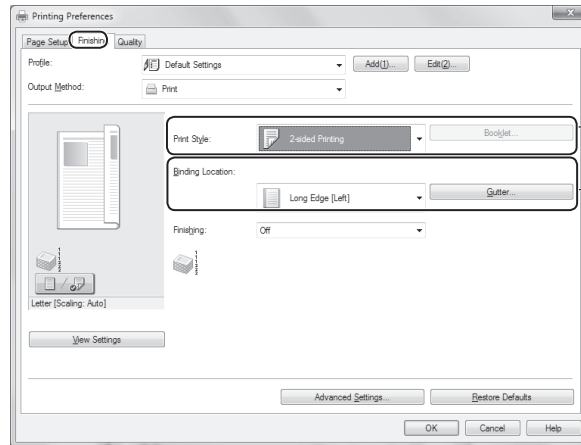 Printing Preferences
Page Setup Finishing Quality
Profile: Default Settings Add(1)... Edit(2)...
Output Method: Print
Print Style: 2-sided Printing Booklet...
Binding Location:
Long Edge [Left] Gutter...
Finishing: Off
Letter [Scaling: Auto]
View Settings
Advanced Settings... Restore Defaults
OK Cancel Help